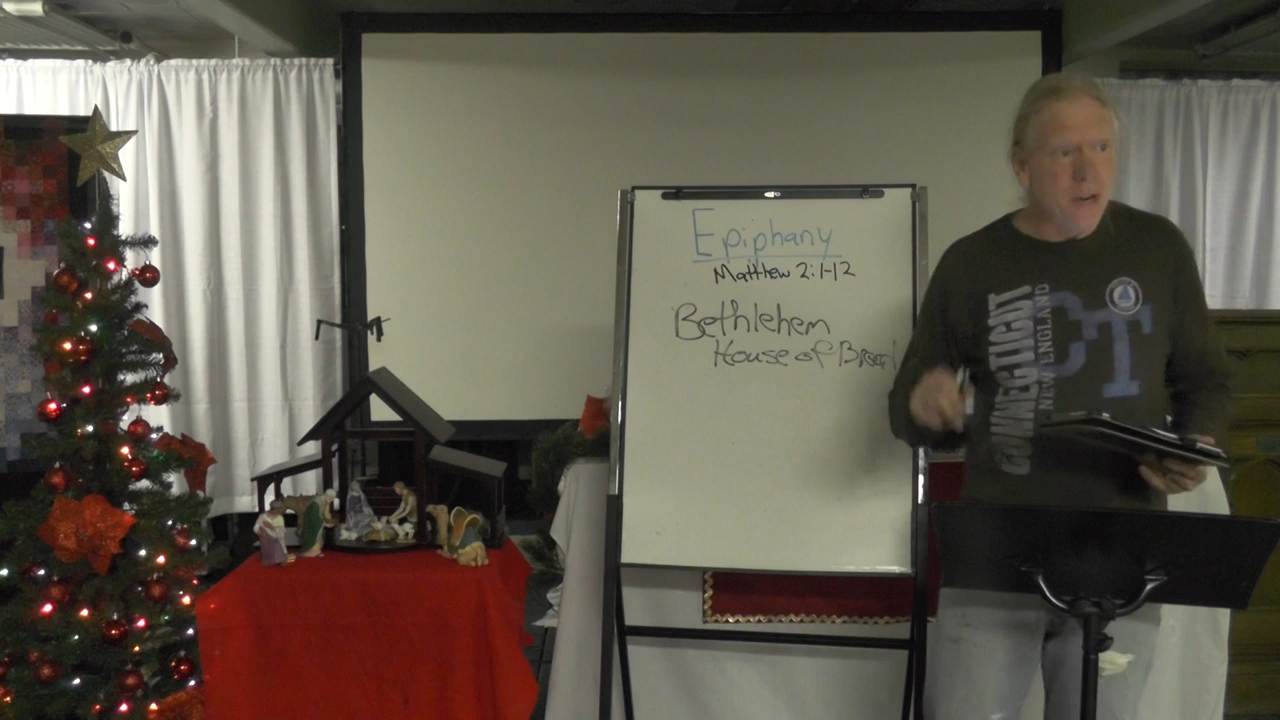 Epiphany
Matthew 2:1-12
Bethlehem
House of Bread
CONNECTICUT
NEW ENGLAND
CT